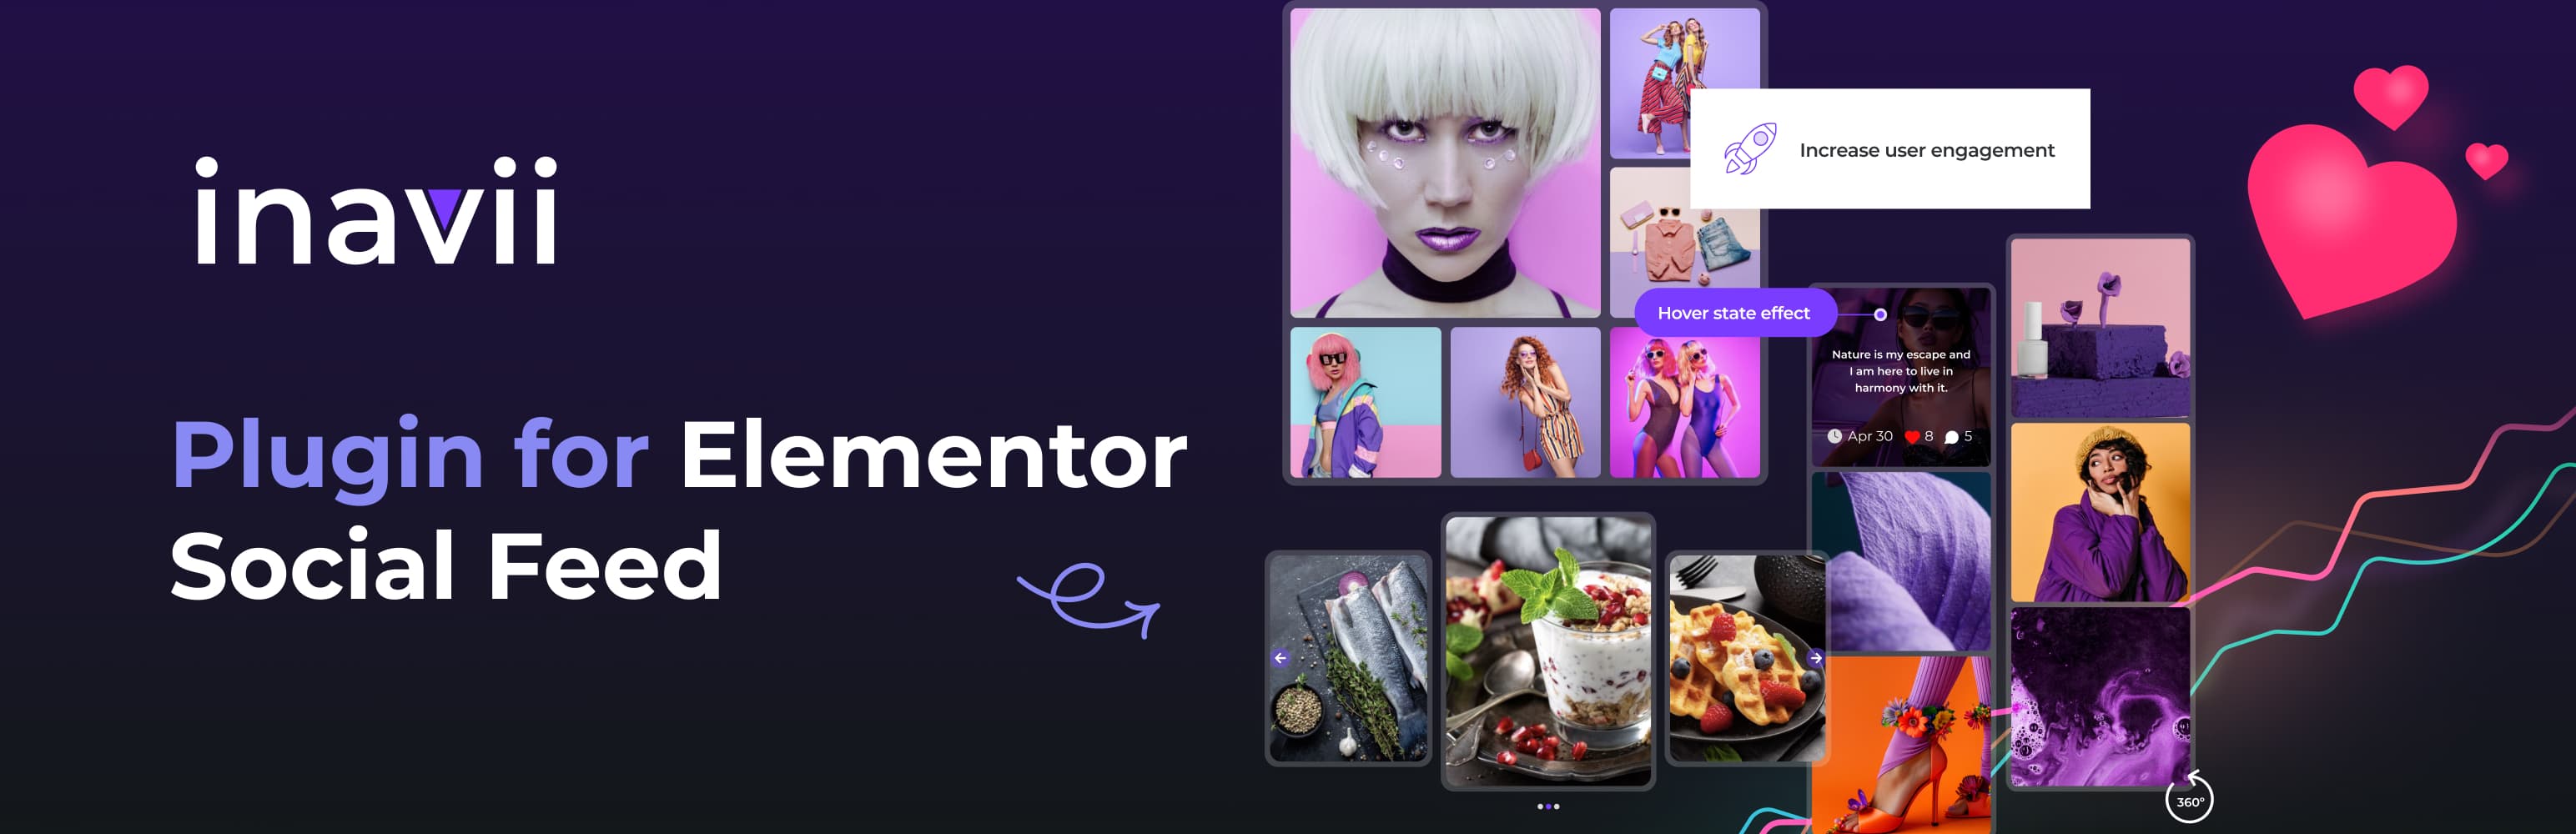 inavii
Plugin for Elementor
Social Feed
Increase user engagement
Hover state effect
Nature is my escape and
I am here to live in
harmony with it.
Apr 30 8 5
360°